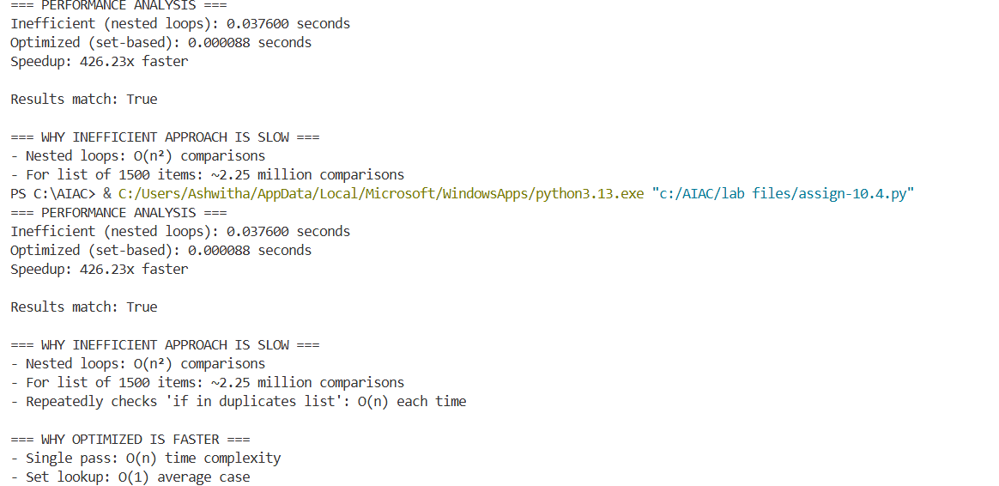 === PERFORMANCE ANALYSIS ===
Inefficient (nested loops): 0.037600 seconds
Optimized (set-based): 0.000088 seconds
Speedup: 426.23x faster

Results match: True

=== WHY INEFFICIENT APPROACH IS SLOW ===
- Nested loops: O(n²) comparisons
- For list of 1500 items: ~2.25 million comparisons
PS C:\AIAC> & C:/Users/Ashwitha/AppData/Local/Microsoft/WindowsApps/python3.13.exe "c:/AIAC/lab files/assign-10.4.py"
=== PERFORMANCE ANALYSIS ===
Inefficient (nested loops): 0.037600 seconds
Optimized (set-based): 0.000088 seconds
Speedup: 426.23x faster

Results match: True

=== WHY INEFFICIENT APPROACH IS SLOW ===
- Nested loops: O(n²) comparisons
- For list of 1500 items: ~2.25 million comparisons
- Repeatedly checks 'if in duplicates list': O(n) each time

=== WHY OPTIMIZED IS FASTER ===
- Single pass: O(n) time complexity
- Set lookup: O(1) average case